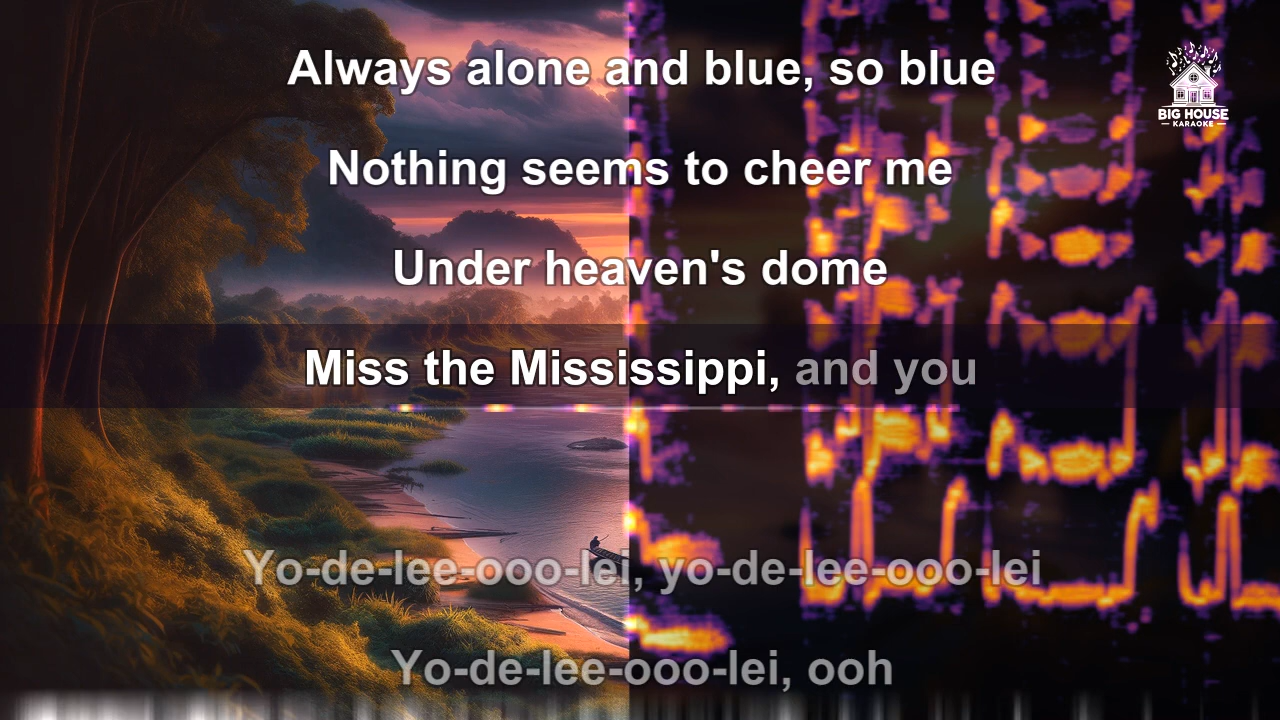 Always alone and blue, so blue
BIG HOUSE
KARAOKE
Nothing seems to cheer me
Under heaven's dome
Miss the Mississippi, and you
Yo-de-lee-ooo-lei, yo-de-lee-ooo-lei
Yo-de-lee-ooo-lei, ooh